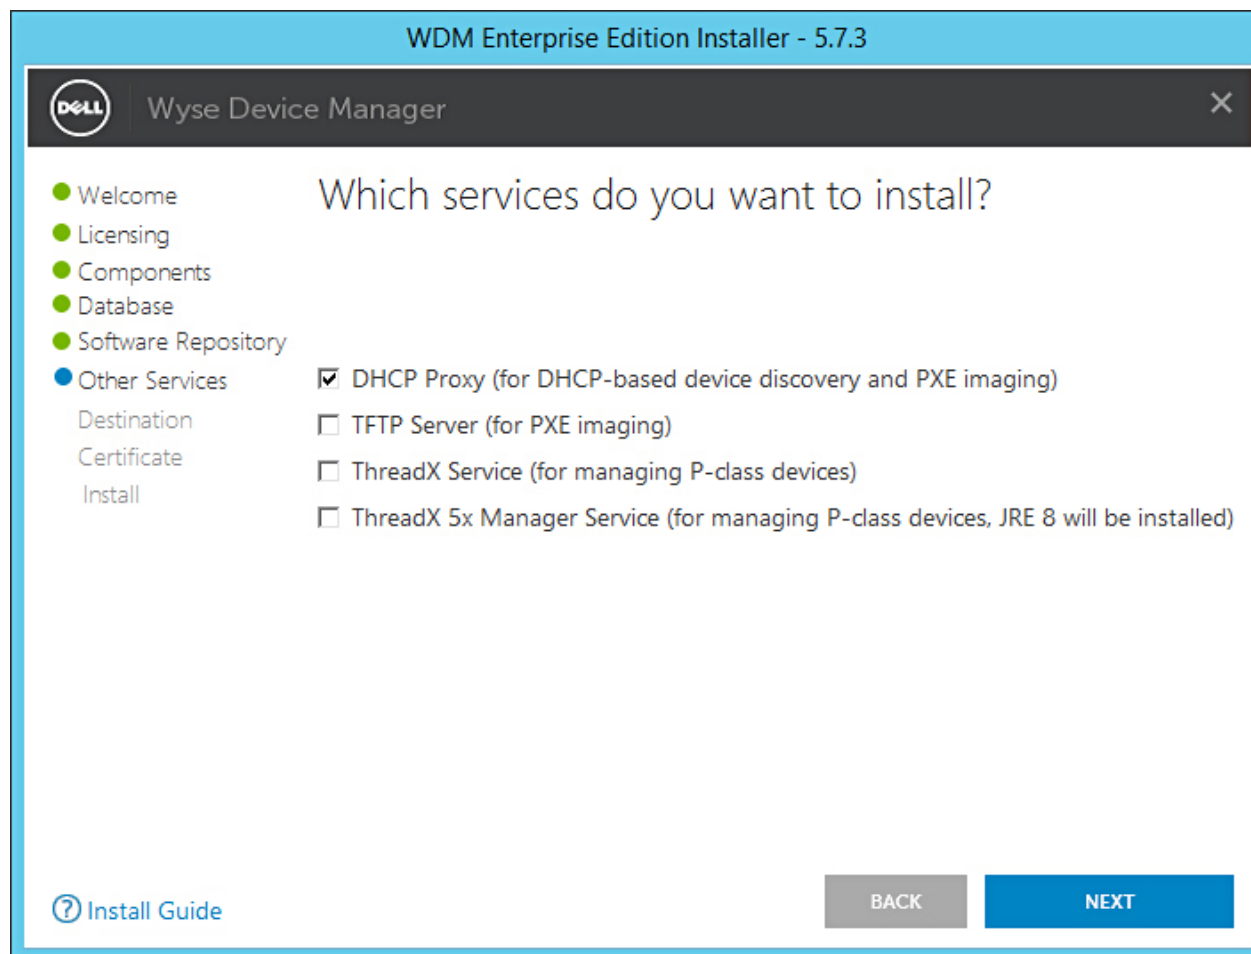 WDM Enterprise Edition Installer - 5.7.3
DELL
Wyse Device Manager
Welcome
Licensing
Components
Database
Software Repository
Other Services
Destination
Certificate
Install
Which services do you want to install?
DHCP Proxy (for DHCP-based device discovery and PXE imaging)
TFTP Server (for PXE imaging)
ThreadX Service (for managing P-class devices)
ThreadX 5x Manager Service (for managing P-class devices, JRE 8 will be installed)
? Install Guide
BACK
NEXT